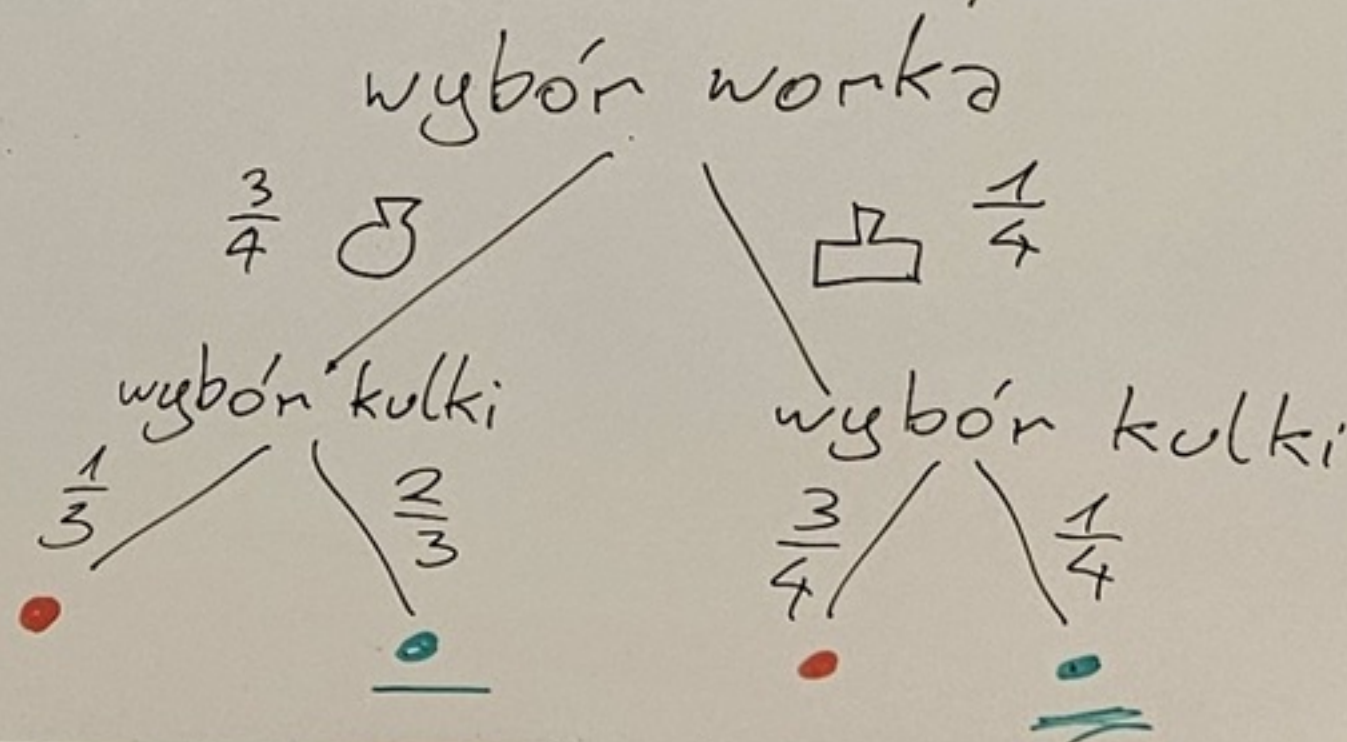 wybór worka
3/4 1/4
wybór kulki
wybór kulki
1/3 2/3 3/4 1/4